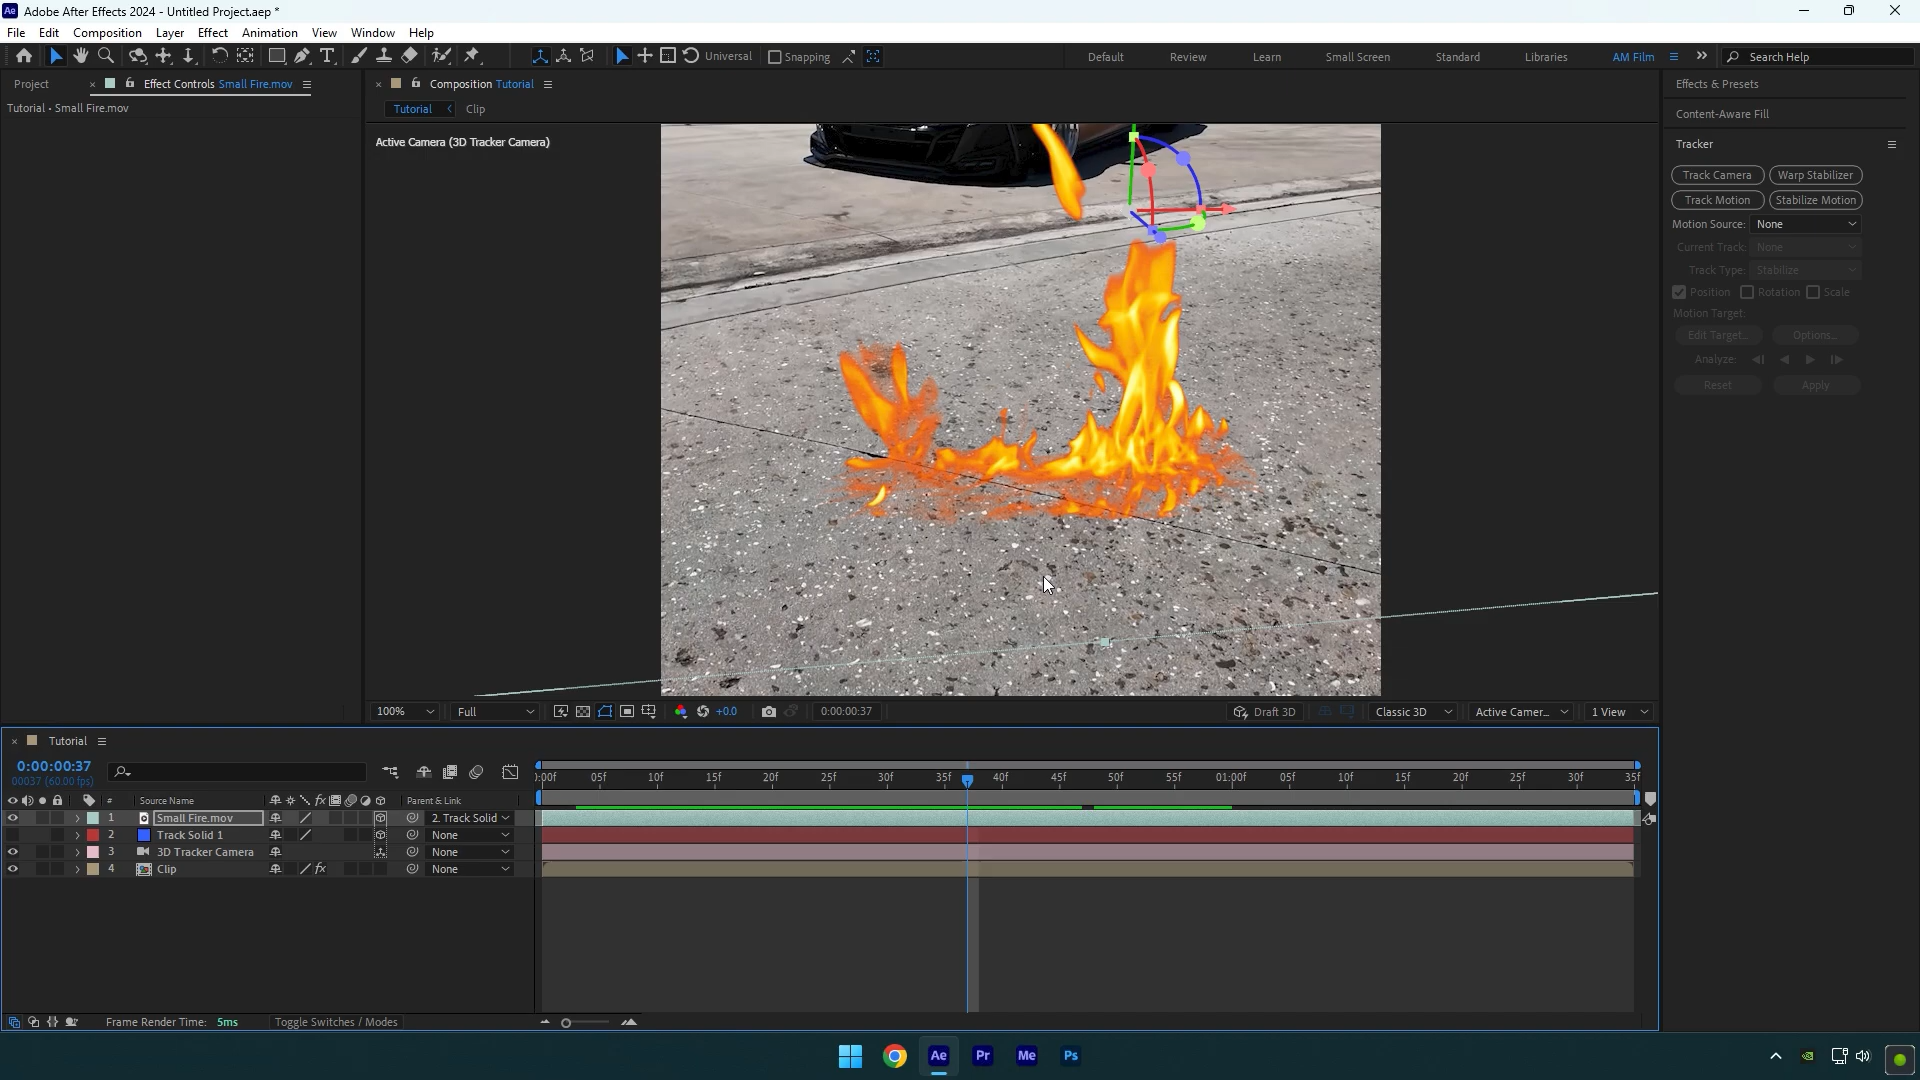 Adobe After Effects 2024 - Untitled Project.aep *
File Edit Composition Layer Effect Animation View Window Help
Universal Snapping Default Review Learn Small Screen Standard Libraries AM Film Search Help
Project Effect Controls Small Fire.mov
Tutorial • Small Fire.mov
Composition Tutorial
Tutorial Clip
Active Camera (3D Tracker Camera)
Effects & Presets
Content-Aware Fill
Tracker
Track Camera Warp Stabilizer
Track Motion Stabilize Motion
Motion Source: None
Current Track: None
Track Type: Stabilize
Position Rotation Scale
Motion Target:
Edit Target... Options...
Analyze:
Reset Apply
100% Full +0.0 0:00:00:37 Draft 3D Classic 3D Active Camer... 1 View
Tutorial
0:00:00:37
00037 (60.00 fps)
:00f 05f 10f 15f 20f 25f 30f 35f 40f 45f 50f 55f 01:00f 05f 10f 15f 20f 25f 30f 35f
# Source Name Parent & Link
1 Small Fire.mov 2. Track Solid
2 Track Solid 1 None
3 3D Tracker Camera None
4 Clip fx None
Frame Render Time: 5ms Toggle Switches / Modes
Ae Pr Me Ps